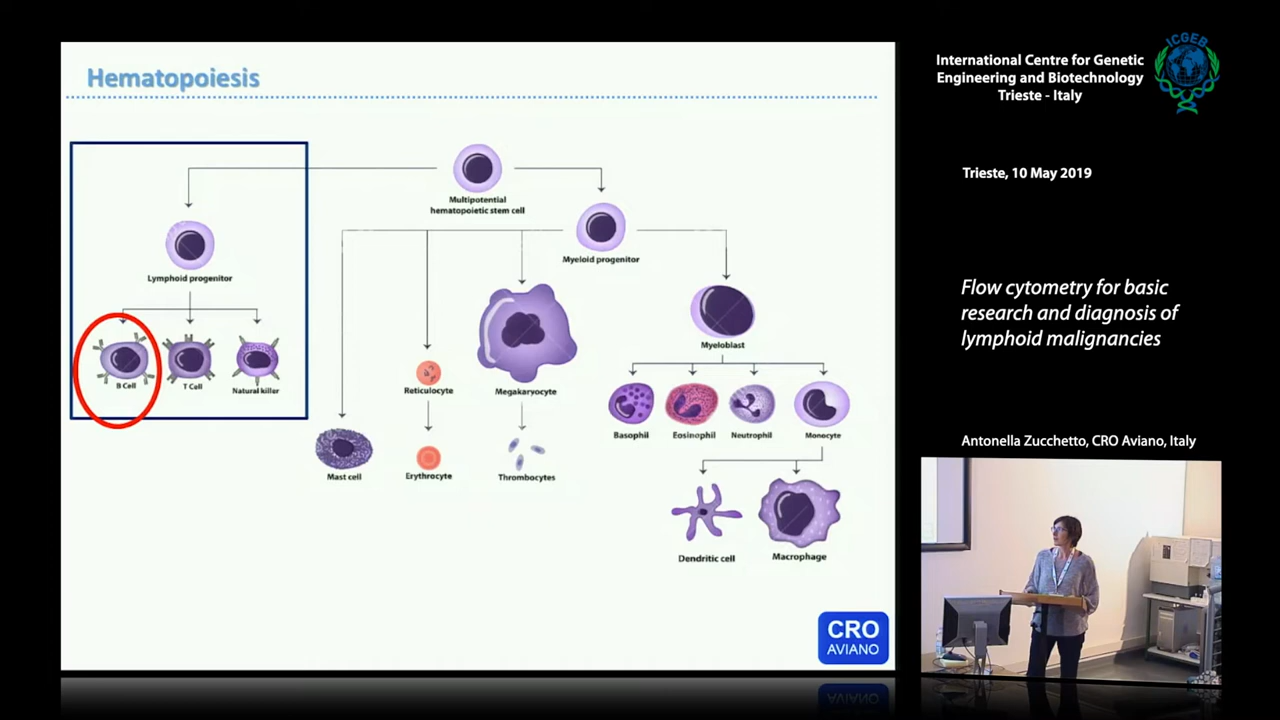 Hematopoiesis
Multipotential
hematopoietic stem cell
Myeloid progenitor
Lymphoid progenitor
Myeloblast
B Cell
T Cell
Natural killer
Reticulocyte
Megakaryocyte
Basophil
Eosinophil
Neutrophil
Monocyte
Mast cell
Erythrocyte
Thrombocytes
Dendritic cell
Macrophage
CRO
AVIANO
International Centre for Genetic
Engineering and Biotechnology
Trieste - Italy
ICGEB
Trieste, 10 May 2019
Flow cytometry for basic
research and diagnosis of
lymphoid malignancies
Antonella Zucchetto, CRO Aviano, Italy